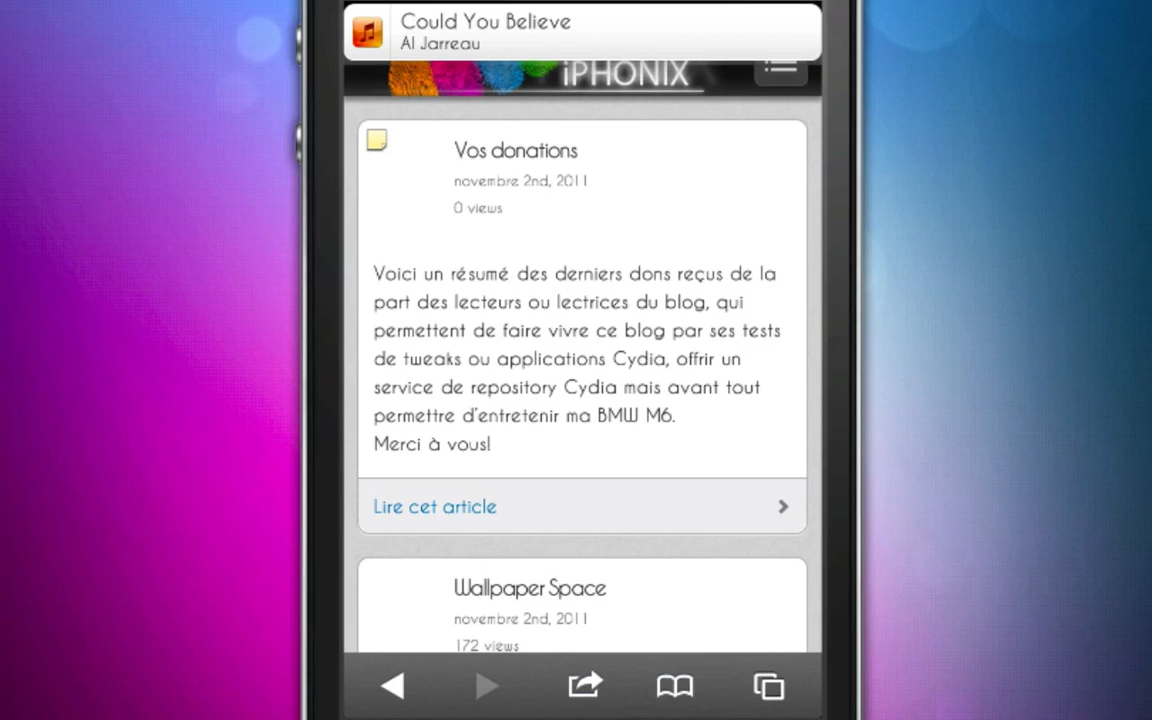 Could You Believe
Al Jarreau
iPHONIX
Vos donations
novembre 2nd, 2011
0 views
Voici un résumé des derniers dons reçus de la
part des lecteurs ou lectrices du blog, qui
permettent de faire vivre ce blog par ses tests
de tweaks ou applications Cydia, offrir un
service de repository Cydia mais avant tout
permettre d'entretenir ma BMW M6.
Merci à vous!
Lire cet article
Wallpaper Space
novembre 2nd, 2011
172 views